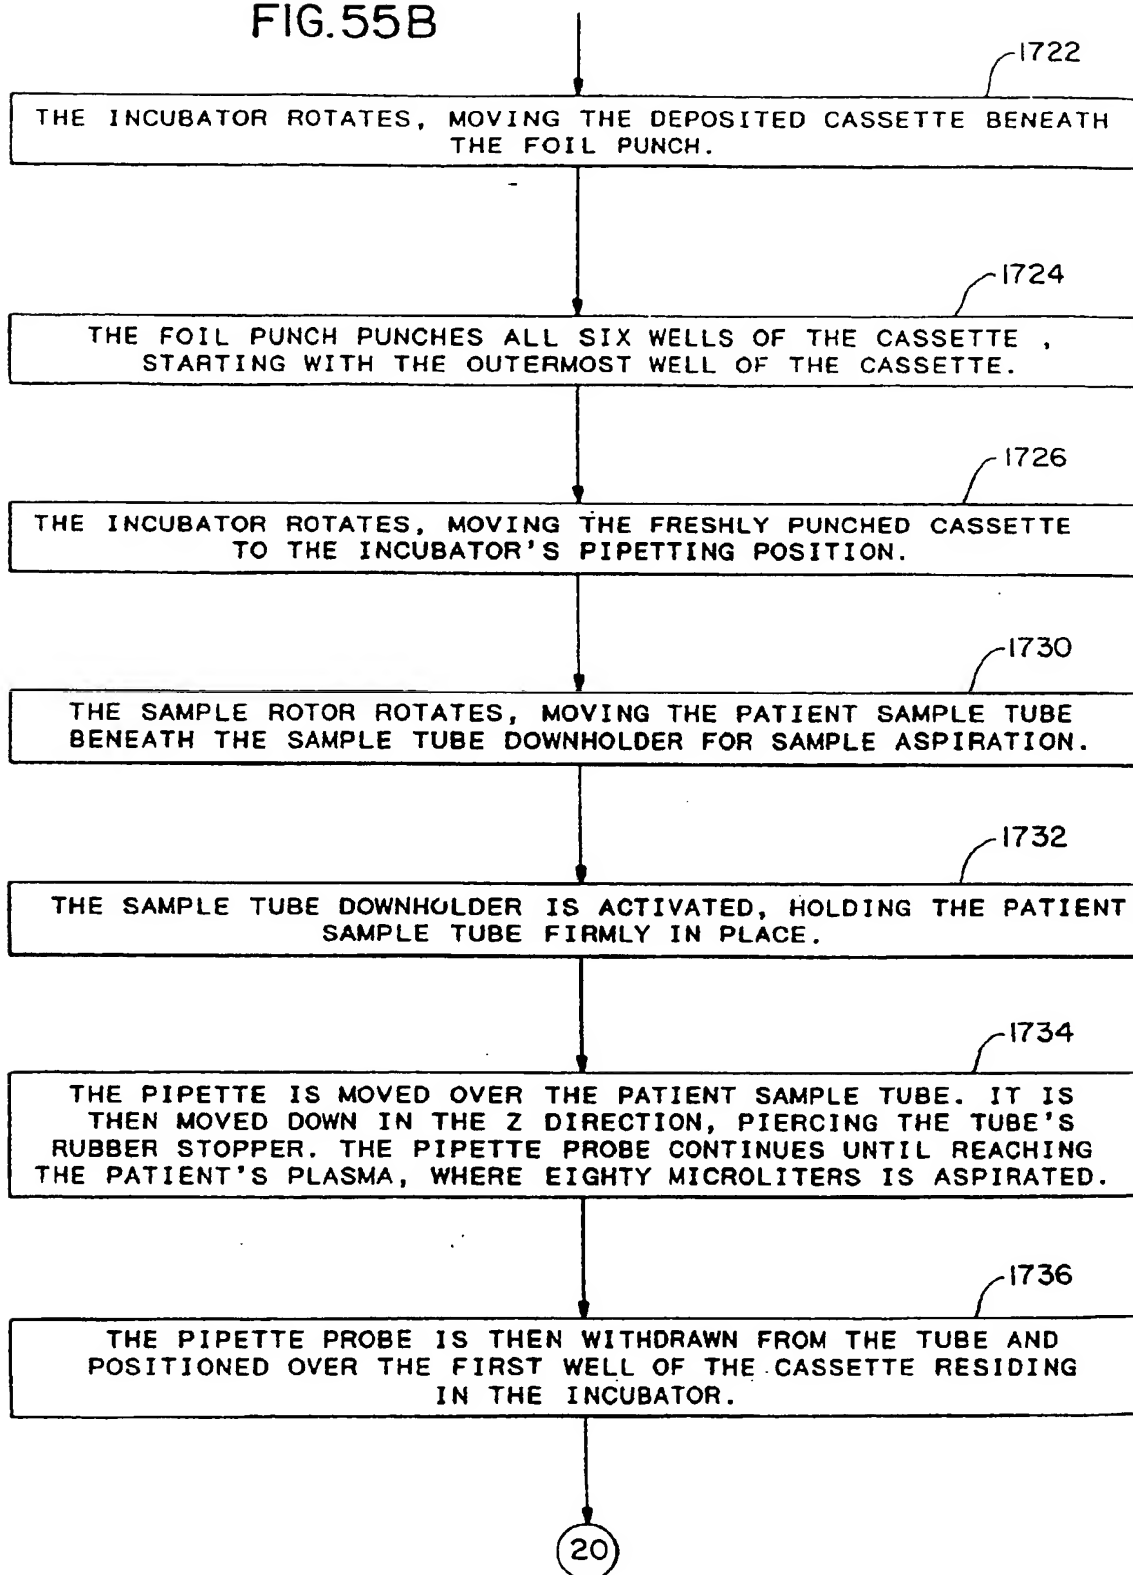 FIG.55B
1722
THE INCUBATOR ROTATES, MOVING THE DEPOSITED CASSETTE BENEATH
THE FOIL PUNCH.
1724
THE FOIL PUNCH PUNCHES ALL SIX WELLS OF THE CASSETTE ,
STARTING WITH THE OUTERMOST WELL OF THE CASSETTE.
1726
THE INCUBATOR ROTATES, MOVING THE FRESHLY PUNCHED CASSETTE
TO THE INCUBATOR'S PIPETTING POSITION.
1730
THE SAMPLE ROTOR ROTATES, MOVING THE PATIENT SAMPLE TUBE
BENEATH THE SAMPLE TUBE DOWNHOLDER FOR SAMPLE ASPIRATION.
1732
THE SAMPLE TUBE DOWNHOLDER IS ACTIVATED, HOLDING THE PATIENT
SAMPLE TUBE FIRMLY IN PLACE.
1734
THE PIPETTE IS MOVED OVER THE PATIENT SAMPLE TUBE. IT IS
THEN MOVED DOWN IN THE Z DIRECTION, PIERCING THE TUBE'S
RUBBER STOPPER. THE PIPETTE PROBE CONTINUES UNTIL REACHING
THE PATIENT'S PLASMA, WHERE EIGHTY MICROLITERS IS ASPIRATED.
1736
THE PIPETTE PROBE IS THEN WITHDRAWN FROM THE TUBE AND
POSITIONED OVER THE FIRST WELL OF THE CASSETTE RESIDING
IN THE INCUBATOR.
20